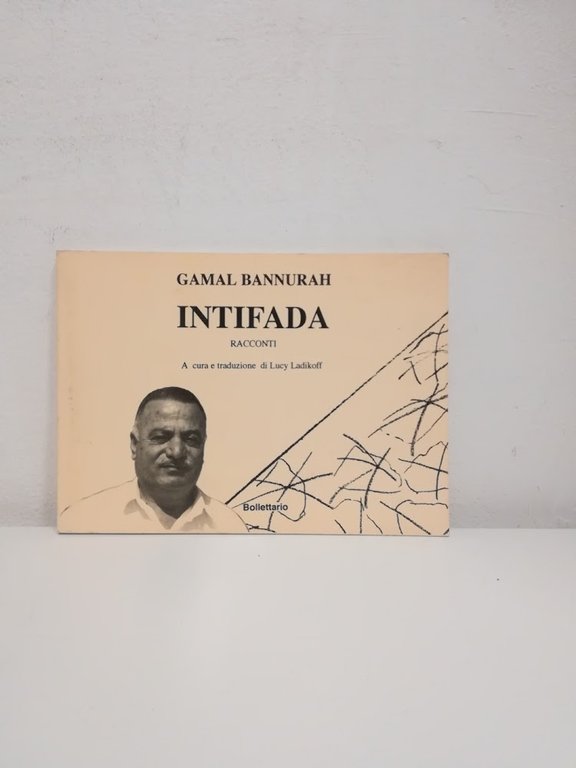 GAMAL BANNURAH
INTIFADA
RACCONTI
A cura e traduzione di Lucy Ladikoff
Bollettario